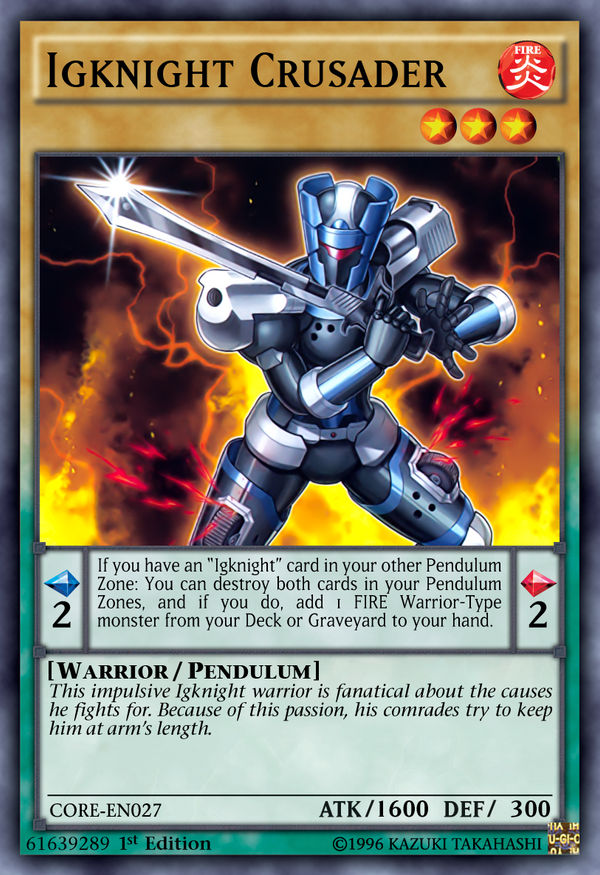 IGKNIGHT CRUSADER
FIRE
炎
If you have an “Igknight” card in your other Pendulum
Zone: You can destroy both cards in your Pendulum
Zones, and if you do, add 1 FIRE Warrior-Type
monster from your Deck or Graveyard to your hand.
2
2
[WARRIOR / PENDULUM]
This impulsive Igknight warrior is fanatical about the causes
he fights for. Because of this passion, his comrades try to keep
him at arm’s length.
CORE-EN027
ATK/1600 DEF/ 300
61639289 1st Edition
©1996 KAZUKI TAKAHASHI